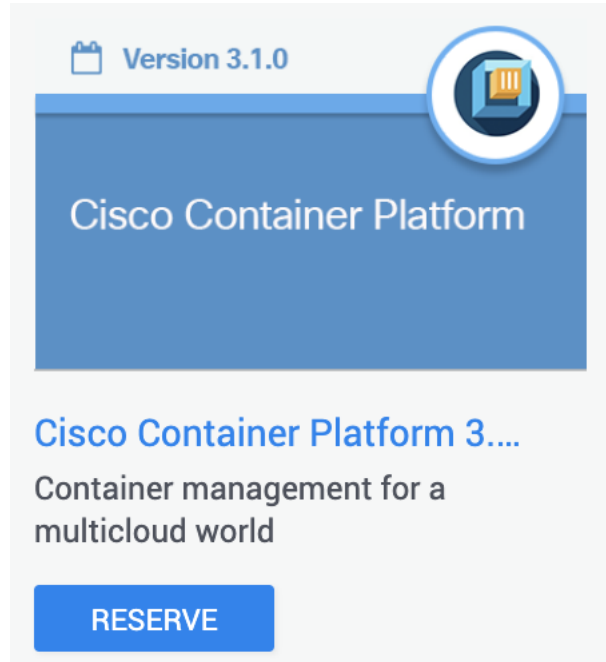 Version 3.1.0
Cisco Container Platform
Cisco Container Platform 3....
Container management for a
multicloud world
RESERVE